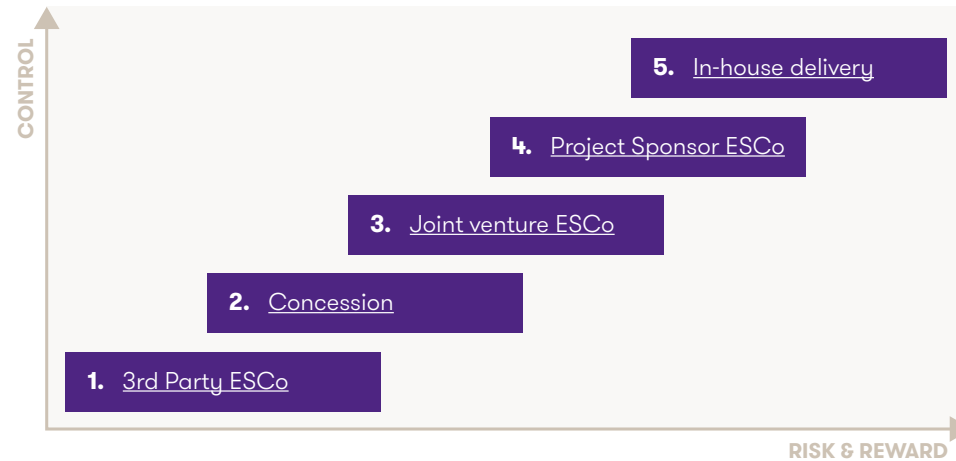 CONTROL
5. In-house delivery
4. Project Sponsor ESCo
3. Joint venture ESCo
2. Concession
1. 3rd Party ESCo
RISK & REWARD